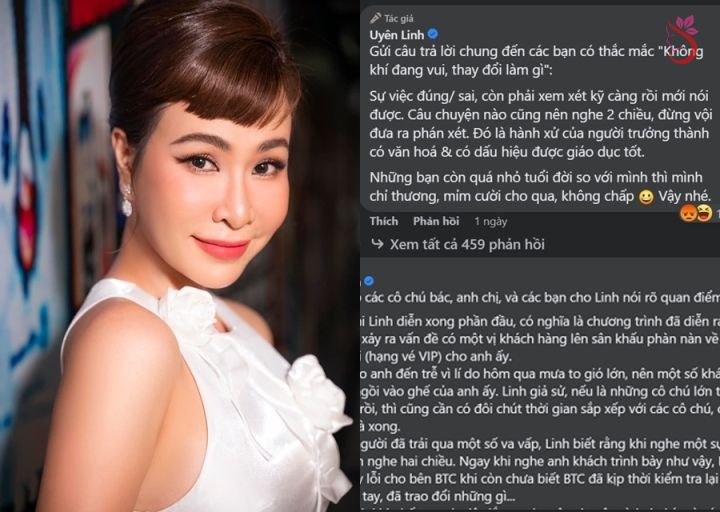 Tác giả
Uyên Linh
Gửi câu trả lời chung đến các bạn có thắc mắc "Không
khí đang vui, thay đổi làm gì":
Sự việc đúng/ sai, còn phải xem xét kỹ càng rồi mới nói
được. Câu chuyện nào cũng nên nghe 2 chiều, đừng vội
đưa ra phán xét. Đó là hành xử của người trưởng thành
có văn hoá & có dấu hiệu được giáo dục tốt.
Những bạn còn quá nhỏ tuổi đời so với mình thì mình
chỉ thương, mỉm cười cho qua, không chấp 😀 Vậy nhé.
Thích Phản hồi 1 ngày
Xem tất cả 459 phản hồi
các cô chú bác, anh chị, và các bạn cho Linh nói rõ quan điểm
i Linh diễn xong phần đầu, có nghĩa là chương trình đã diễn ra
xảy ra vấn đề có một vị khách hàng lên sân khấu phàn nàn về
i (hạng vé VIP) cho anh ấy.
o anh đến trễ vì lí do hôm qua mưa to gió lớn, nên một số khá
gồi vào ghế của anh ấy. Linh giả sử, nếu là những cô chú lớn t
rồi, thì cũng cần có đôi chút thời gian sắp xếp với các cô chú,
à xong.
gười đã trải qua một số va vấp, Linh biết rằng khi nghe một sự
n nghe hai chiều. Ngay khi nghe anh khách trình bày như vậy,
y lỗi cho bên BTC khi còn chưa biết BTC đã kịp thời kiểm tra lại
tay, đã trao đổi những gì...